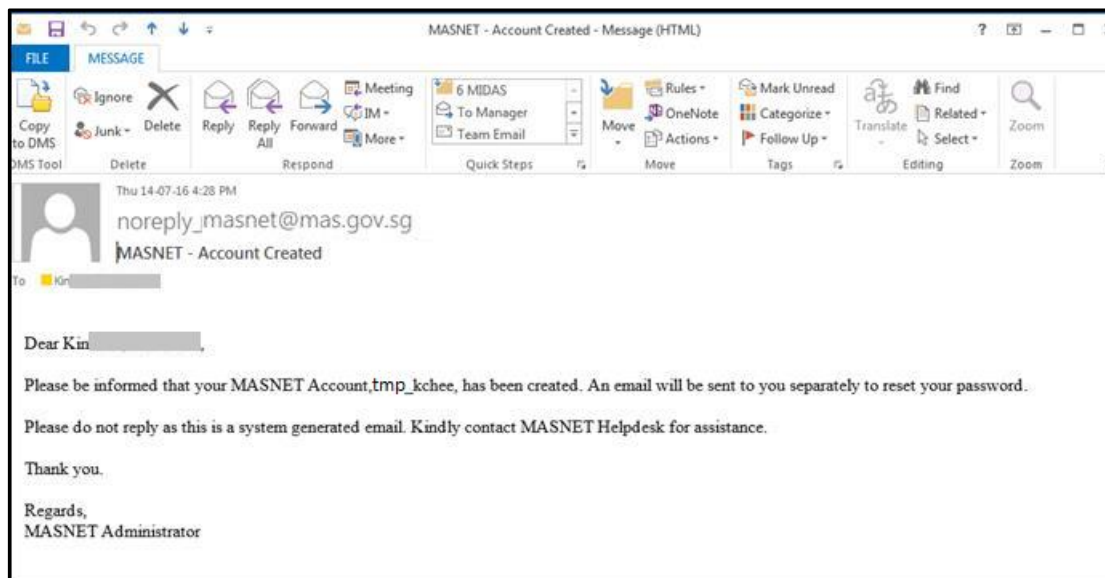 MASNET - Account Created - Message (HTML)
?
FILE MESSAGE
Copy to DMS
Ignore
Junk
Delete
Reply
Reply All
Forward
Meeting
IM
More
6 MIDAS
To Manager
Team Email
Move
Rules
OneNote
Actions
Mark Unread
Categorize
Follow Up
Translate
Find
Related
Select
Zoom
DMS Tool Delete Respond Quick Steps Move Tags Editing Zoom
Thu 14-07-16 4:28 PM
noreply_masnet@mas.gov.sg
MASNET - Account Created
To Kin
Dear Kin ,
Please be informed that your MASNET Account,tmp_kchee, has been created. An email will be sent to you separately to reset your password.
Please do not reply as this is a system generated email. Kindly contact MASNET Helpdesk for assistance.
Thank you.
Regards,
MASNET Administrator